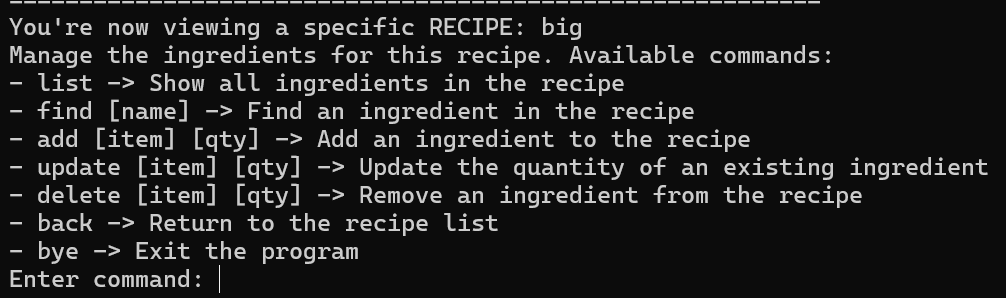 You're now viewing a specific RECIPE: big
Manage the ingredients for this recipe. Available commands:
- list -> Show all ingredients in the recipe
- find [name] -> Find an ingredient in the recipe
- add [item] [qty] -> Add an ingredient to the recipe
- update [item] [qty] -> Update the quantity of an existing ingredient
- delete [item] [qty] -> Remove an ingredient from the recipe
- back -> Return to the recipe list
- bye -> Exit the program
Enter command: